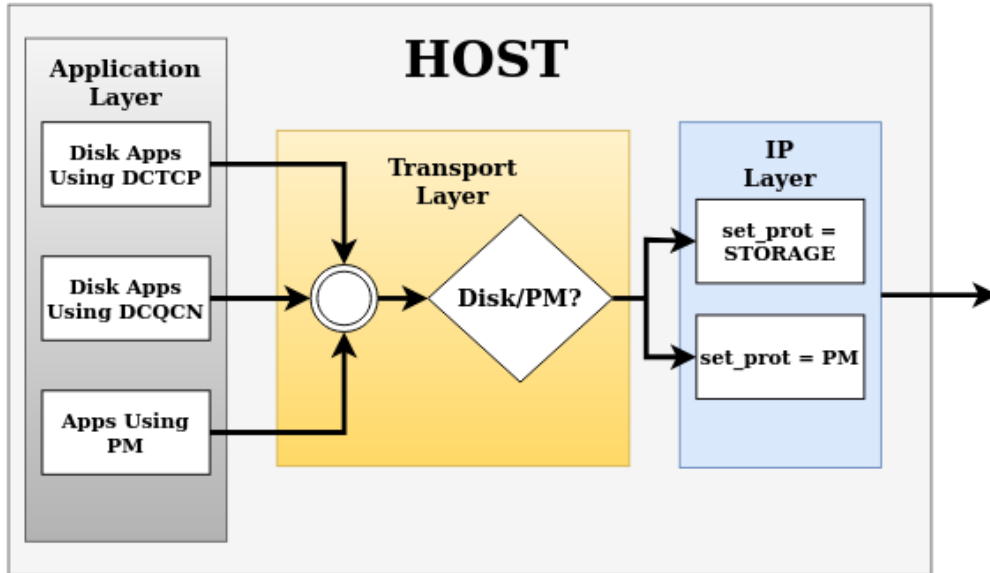 HOST
Application
Layer
Disk Apps
Using DCTCP
Disk Apps
Using DCQCN
Apps Using
PM
Transport
Layer
Disk/PM?
IP
Layer
set_prot =
STORAGE
set_prot = PM